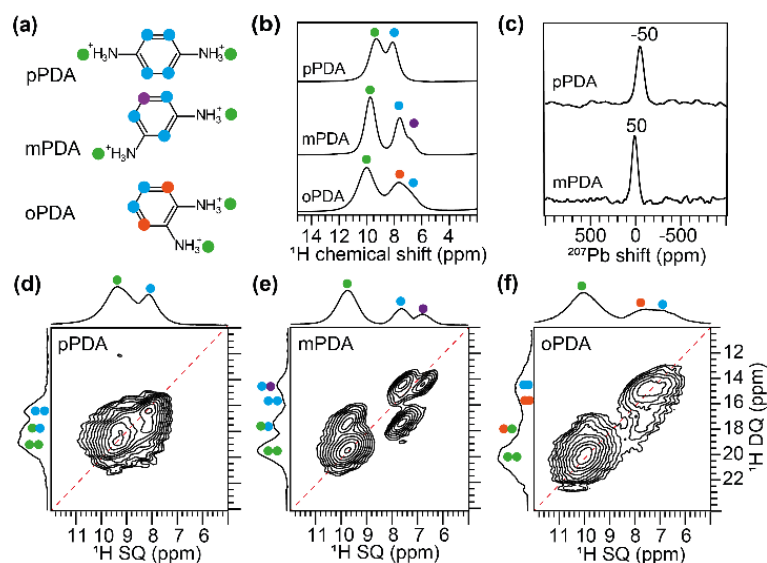 (a)
⁺H₃N
NH₃⁺
pPDA
NH₃⁺
mPDA
⁺H₃N
oPDA
NH₃⁺
NH₃⁺
(b)
pPDA
mPDA
oPDA
14 12 10 8 6 4 2
¹H chemical shift (ppm)
(c)
-50
pPDA
50
mPDA
500 0 -500
²⁰⁷Pb shift (ppm)
(d)
pPDA
11 10 9 8 7 6
¹H SQ (ppm)
(e)
mPDA
11 10 9 8 7 6
¹H SQ (ppm)
(f)
oPDA
10
12
14
16
18
20
22
¹H DQ (ppm)
11 10 9 8 7 6
¹H SQ (ppm)